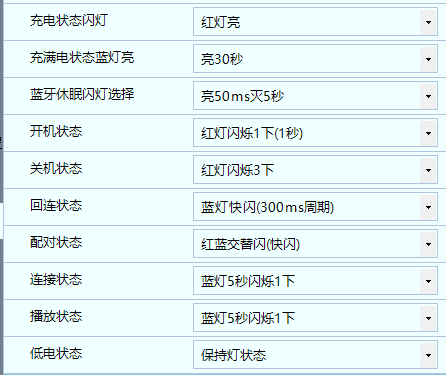 充电状态闪灯 红灯亮
充满电状态蓝灯亮 亮30秒
蓝牙休眠闪灯选择 亮50ms灭5秒
开机状态 红灯闪烁1下(1秒)
关机状态 红灯闪烁3下
回连状态 蓝灯快闪(300ms周期)
配对状态 红蓝交替闪(快闪)
连接状态 蓝灯5秒闪烁1下
播放状态 蓝灯5秒闪烁1下
低电状态 保持灯状态